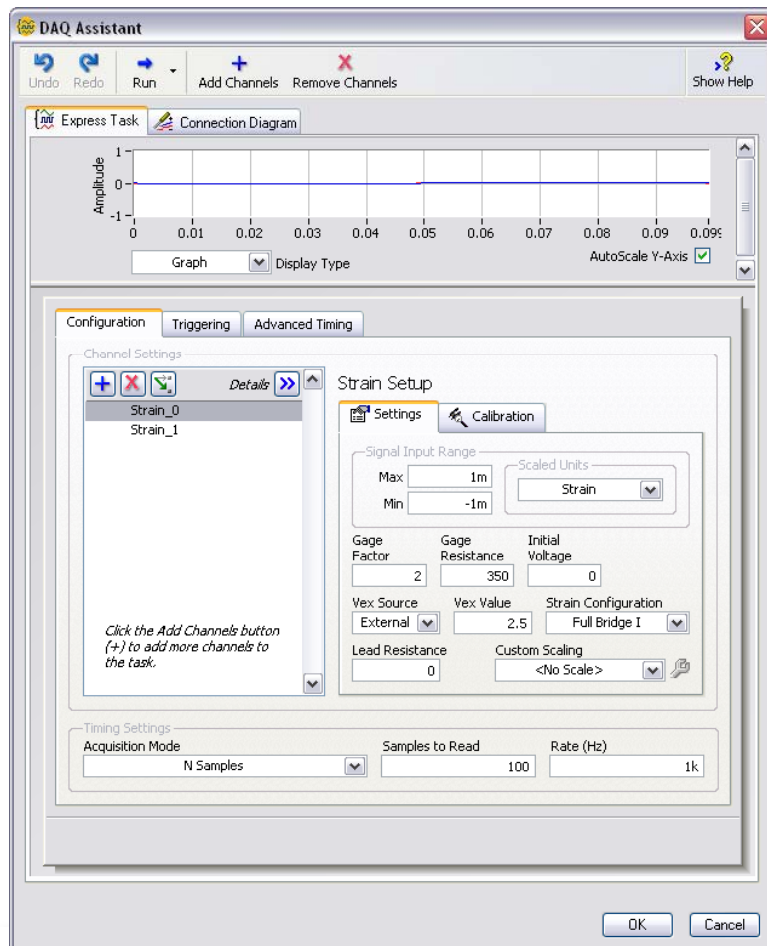 DAQ Assistant
Undo Redo Run Add Channels Remove Channels Show Help
Express Task Connection Diagram
Amplitude
1
0
-1
0 0.01 0.02 0.03 0.04 0.05 0.06 0.07 0.08 0.09 0.099
Graph Display Type AutoScale Y-Axis
Configuration Triggering Advanced Timing
Channel Settings
Details
Strain_0
Strain_1
Click the Add Channels button
(+) to add more channels to
the task.
Strain Setup
Settings Calibration
Signal Input Range
Max 1m
Min -1m
Scaled Units
Strain
Gage Factor
2
Gage Resistance
350
Initial Voltage
0
Vex Source
External
Vex Value
2.5
Strain Configuration
Full Bridge I
Lead Resistance
0
Custom Scaling
<No Scale>
Timing Settings
Acquisition Mode
N Samples
Samples to Read
100
Rate (Hz)
1k
OK Cancel